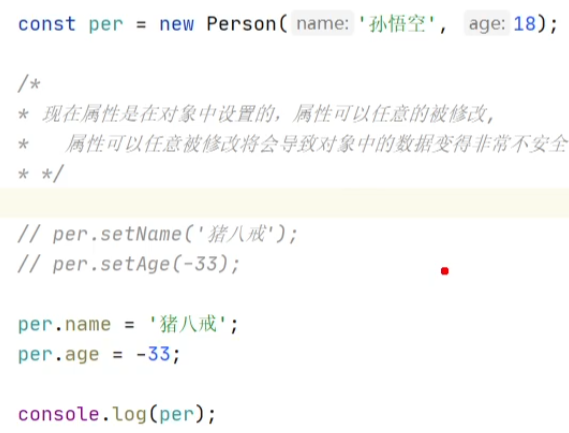 const per = new Person( name: '孙悟空', age: 18);
/*
* 现在属性是在对象中设置的，属性可以任意的被修改,
* 属性可以任意被修改将会导致对象中的数据变得非常不安全
* */
// per.setName('猪八戒');
// per.setAge(-33);
per.name = '猪八戒';
per.age = -33;
console.log(per);